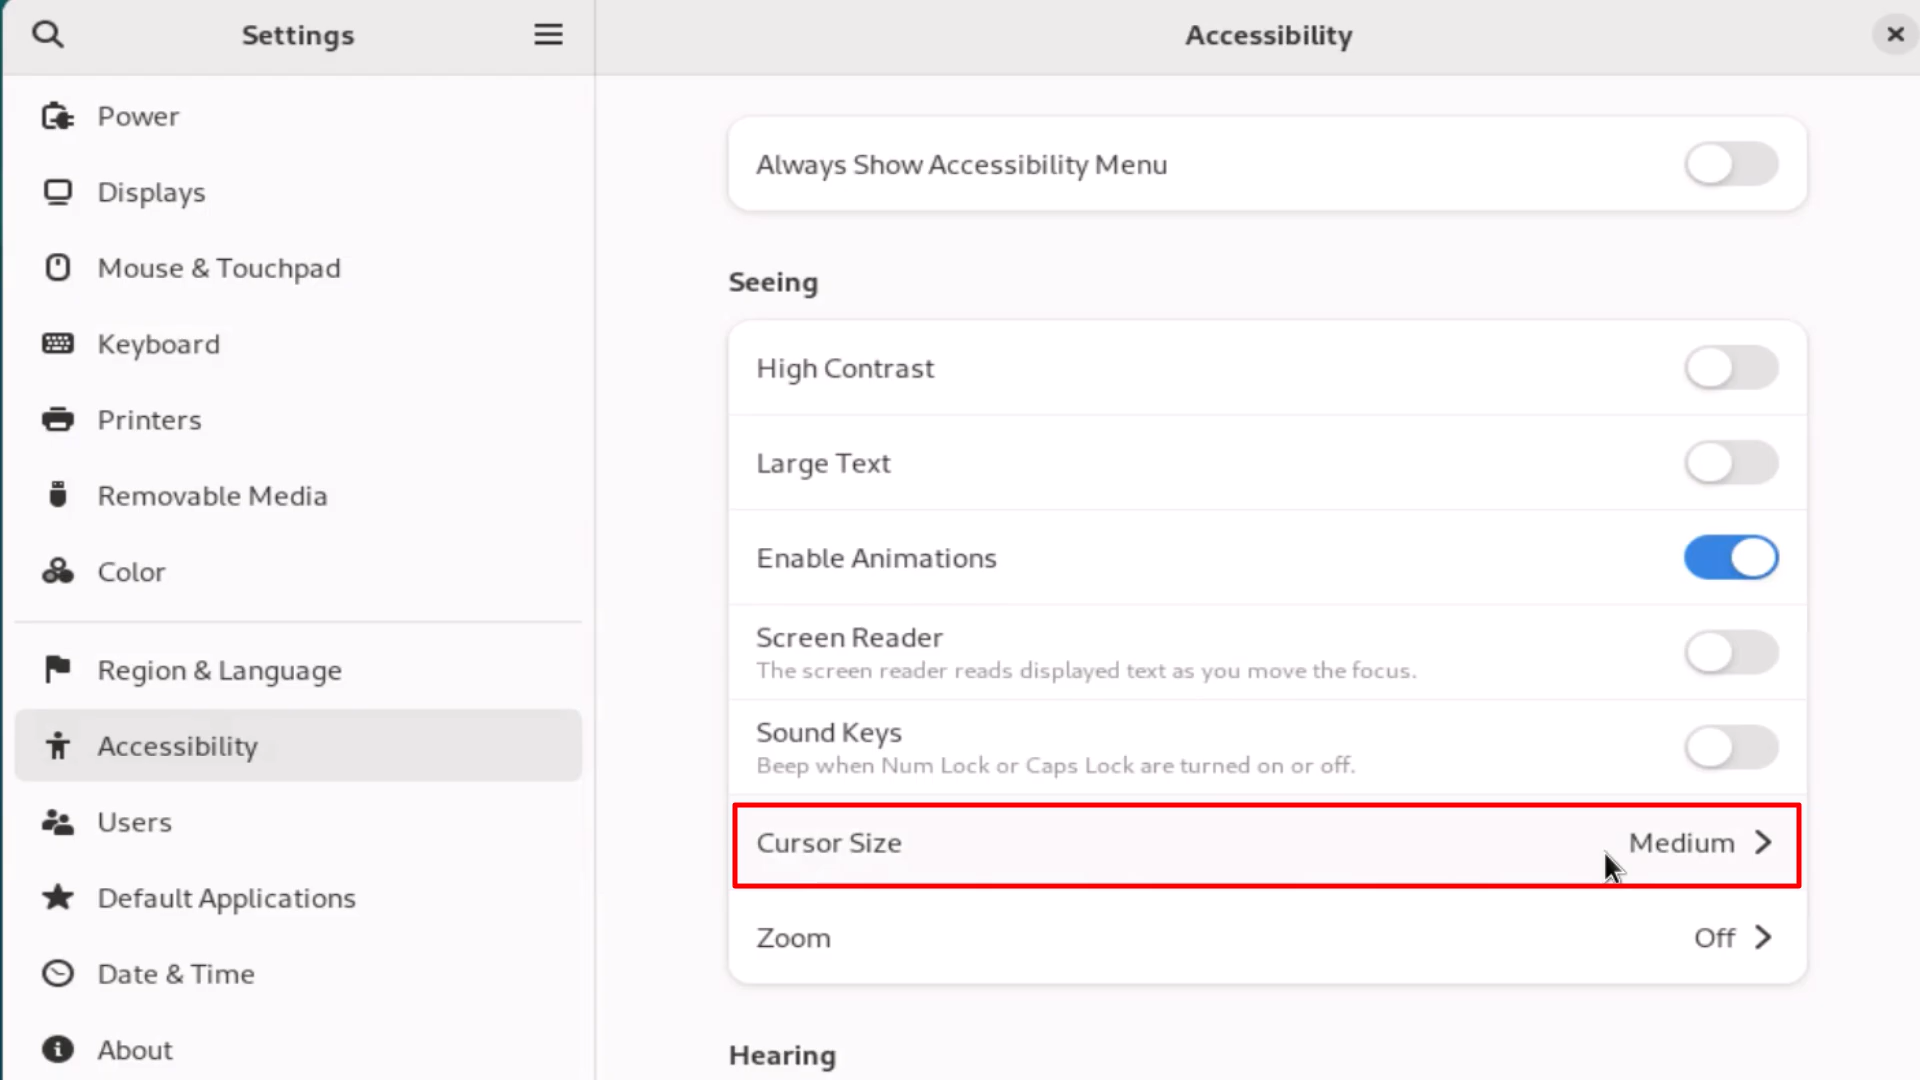 Settings
Accessibility
Power
Displays
Mouse & Touchpad
Keyboard
Printers
Removable Media
Color
Region & Language
Accessibility
Users
Default Applications
Date & Time
About
Always Show Accessibility Menu
Seeing
High Contrast
Large Text
Enable Animations
Screen Reader
The screen reader reads displayed text as you move the focus.
Sound Keys
Beep when Num Lock or Caps Lock are turned on or off.
Cursor Size Medium
Zoom Off
Hearing